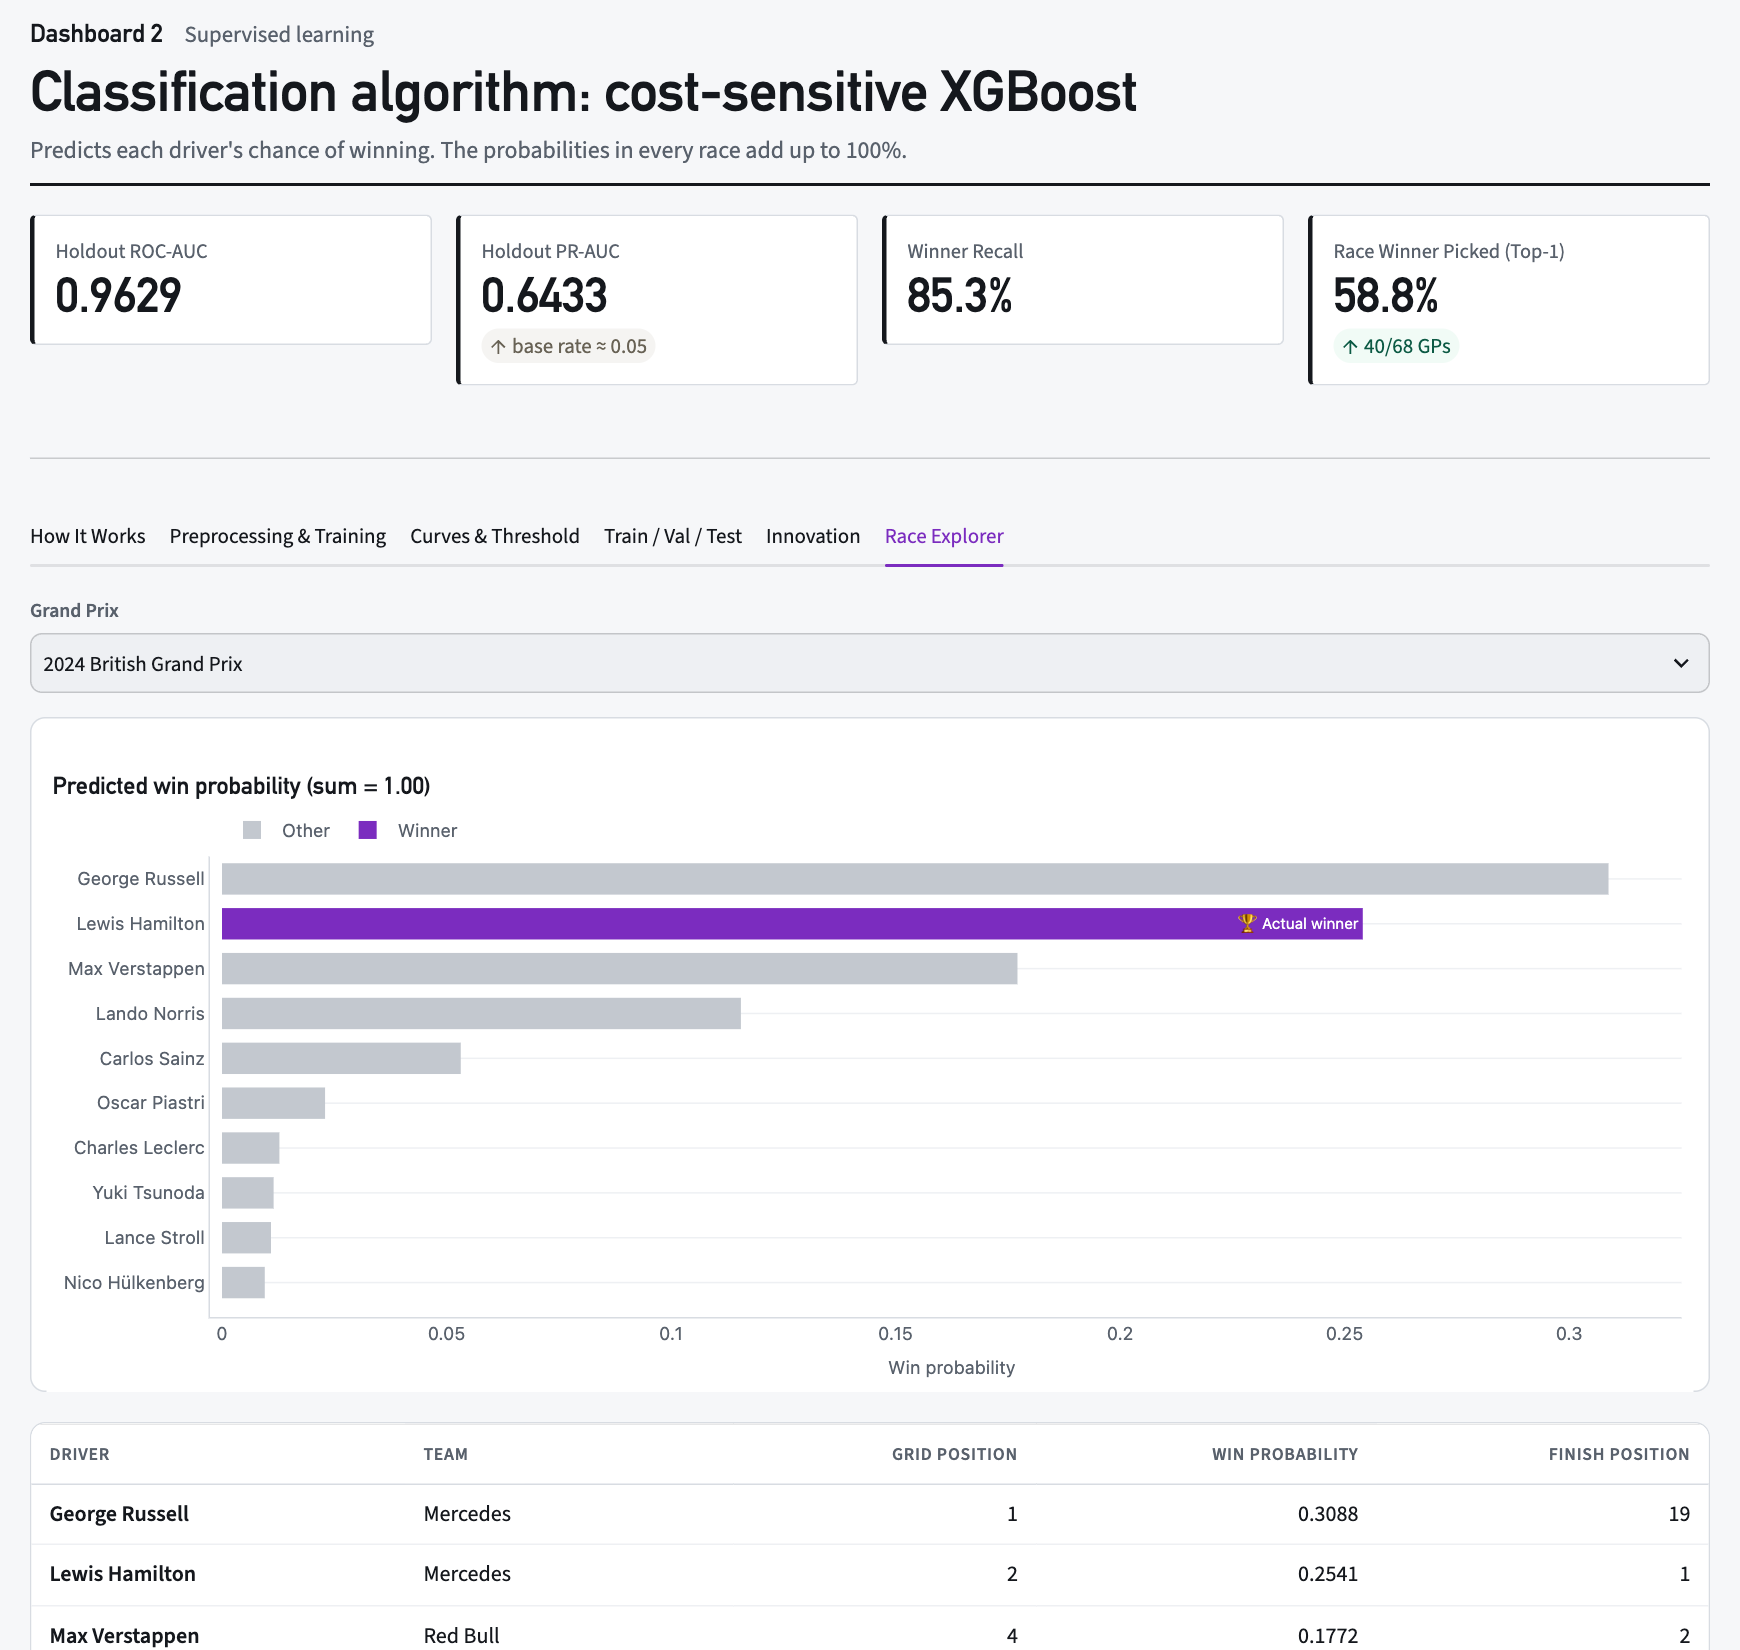 Dashboard 2 Supervised learning
Classification algorithm: cost-sensitive XGBoost
Predicts each driver's chance of winning. The probabilities in every race add up to 100%.
Holdout ROC-AUC
0.9629
Holdout PR-AUC
0.6433
↑ base rate ≈ 0.05
Winner Recall
85.3%
Race Winner Picked (Top-1)
58.8%
↑ 40/68 GPs
How It Works Preprocessing & Training Curves & Threshold Train / Val / Test Innovation Race Explorer
Grand Prix
2024 British Grand Prix
Predicted win probability (sum = 1.00)
Other Winner
George Russell
Lewis Hamilton 🏆 Actual winner
Max Verstappen
Lando Norris
Carlos Sainz
Oscar Piastri
Charles Leclerc
Yuki Tsunoda
Lance Stroll
Nico Hülkenberg
0 0.05 0.1 0.15 0.2 0.25 0.3
Win probability
DRIVER TEAM GRID POSITION WIN PROBABILITY FINISH POSITION
George Russell Mercedes 1 0.3088 19
Lewis Hamilton Mercedes 2 0.2541 1
Max Verstappen Red Bull 4 0.1772 2